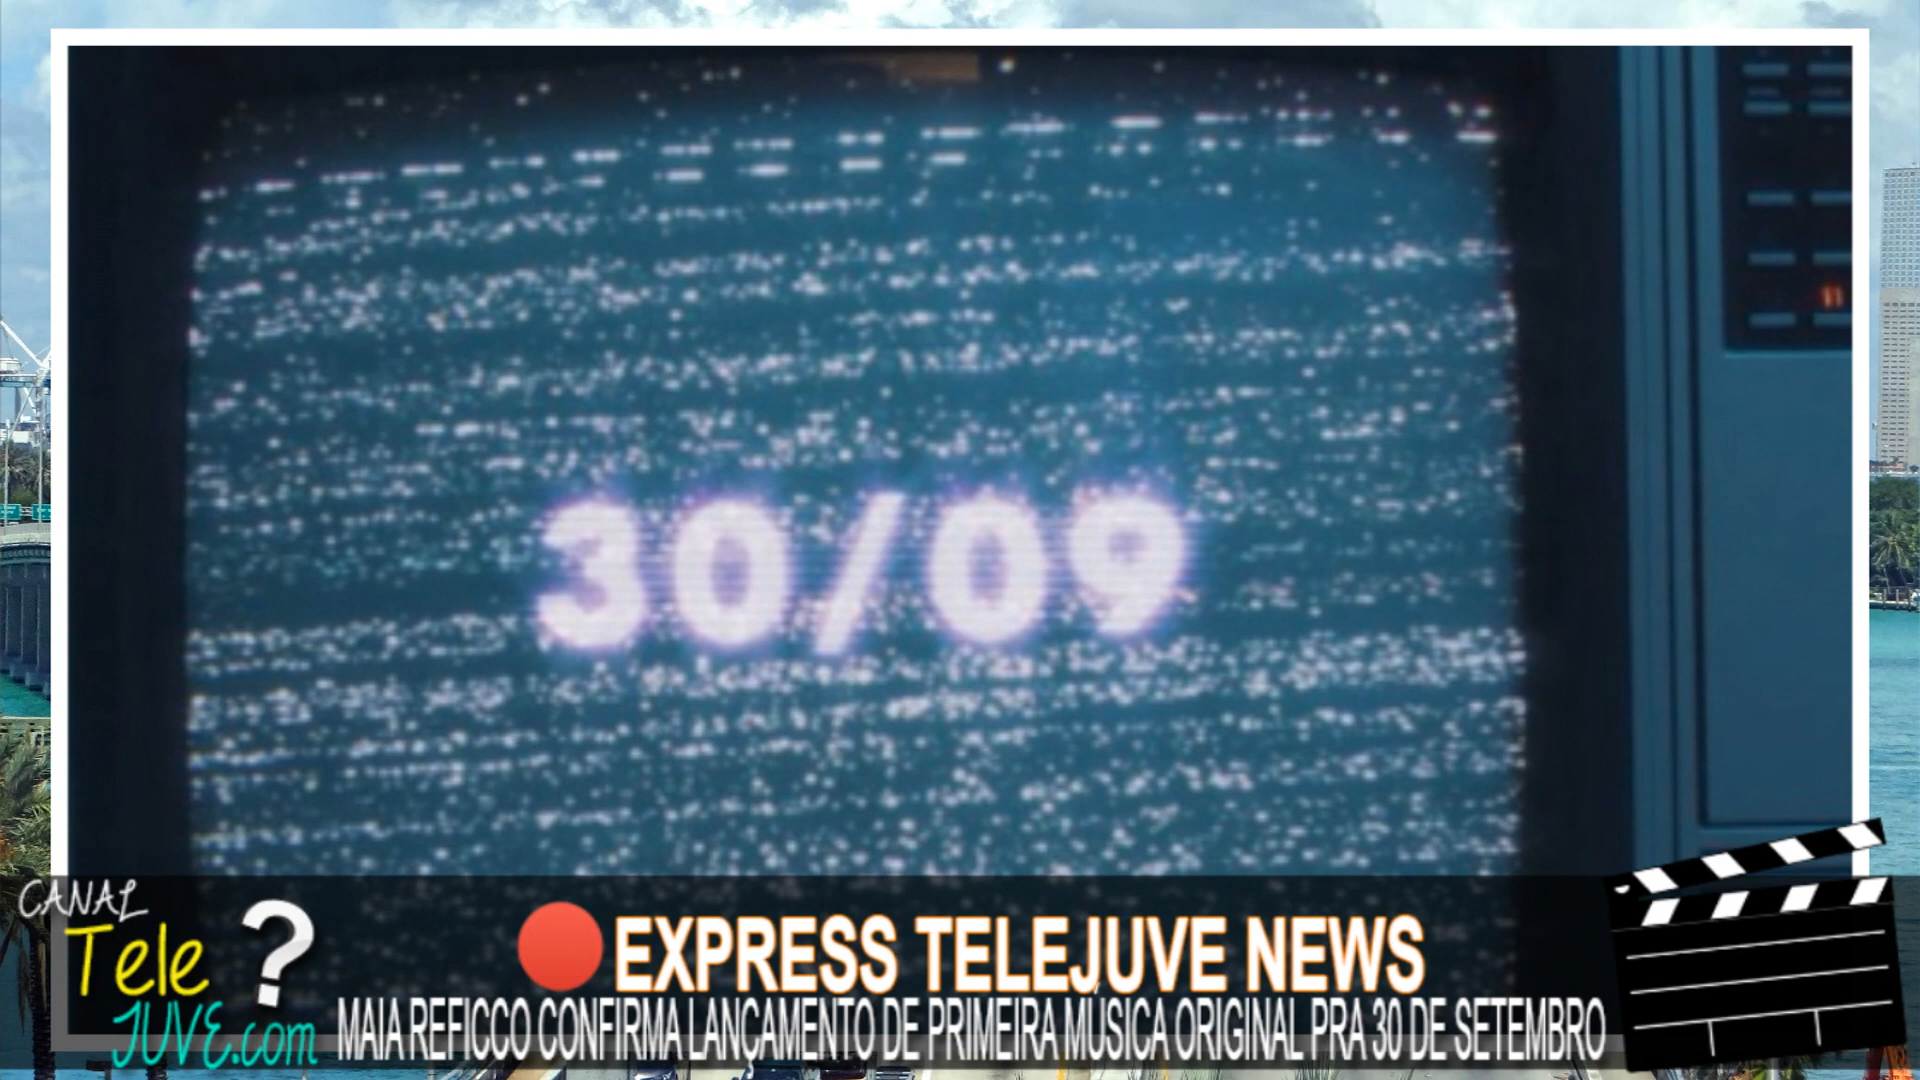 11
30/09
CANAL
Tele
?
JUVE.com
EXPRESS TELEJUVE NEWS
MAIA REFICCO CONFIRMA LANÇAMENTO DE PRIMEIRA MÚSICA ORIGINAL PRA 30 DE SETEMBRO